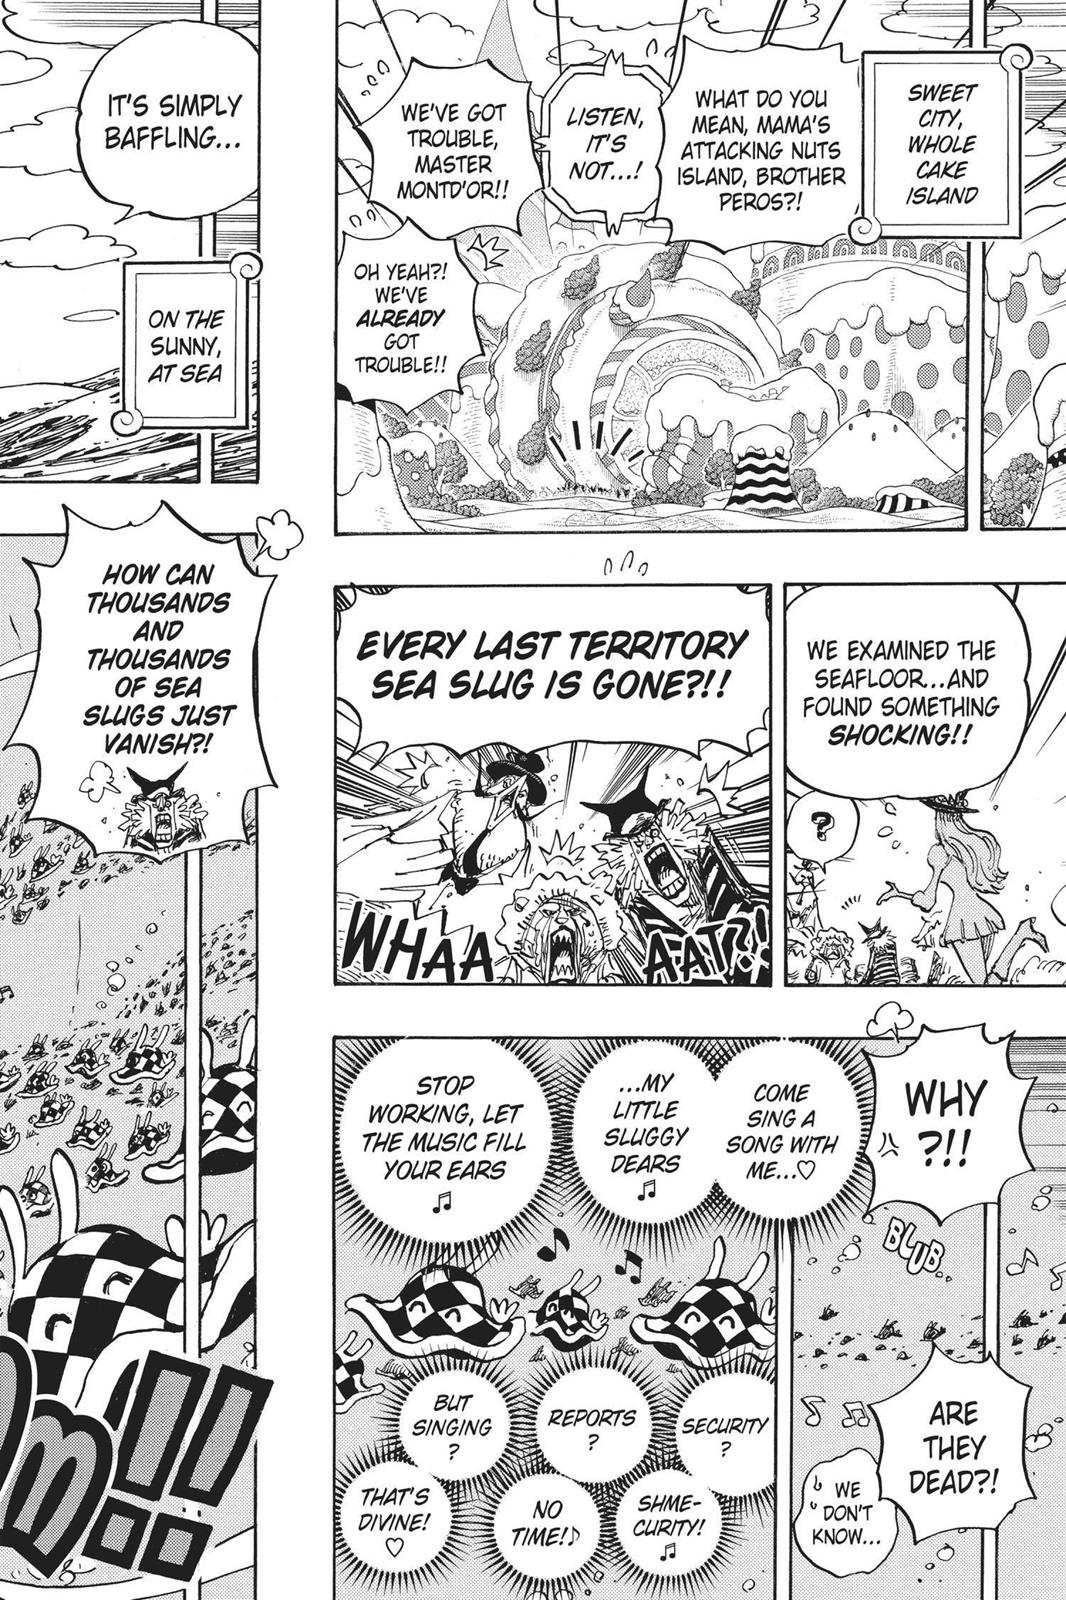 SWEET
CITY,
WHOLE
CAKE
ISLAND
WHAT DO YOU
MEAN, MAMA'S
ATTACKING NUTS
ISLAND, BROTHER
PEROS?!
LISTEN,
IT'S
NOT...!
WE'VE GOT
TROUBLE,
MASTER
MONTD'OR!!
OH YEAH?!
WE'VE
ALREADY
GOT
TROUBLE!!
WE EXAMINED THE
SEAFLOOR...AND
FOUND SOMETHING
SHOCKING!!
?
EVERY LAST TERRITORY
SEA SLUG IS GONE?!!
WHAA
AAT?!
WHY
?!!
BLUB...
ARE
THEY
DEAD?!
WE
DON'T
KNOW...
COME
SING A
SONG WITH
ME...♡
...MY
LITTLE
SLUGGY
DEARS
♫
STOP
WORKING, LET
THE MUSIC FILL
YOUR EARS
♫
SECURITY
?
REPORTS
?
BUT
SINGING
?
SHME-
CURITY!
♫
NO
TIME!♪
THAT'S
DIVINE!
♡
IT'S SIMPLY
BAFFLING...
ON THE
SUNNY,
AT SEA
HOW CAN
THOUSANDS
AND
THOUSANDS
OF SEA
SLUGS JUST
VANISH?!